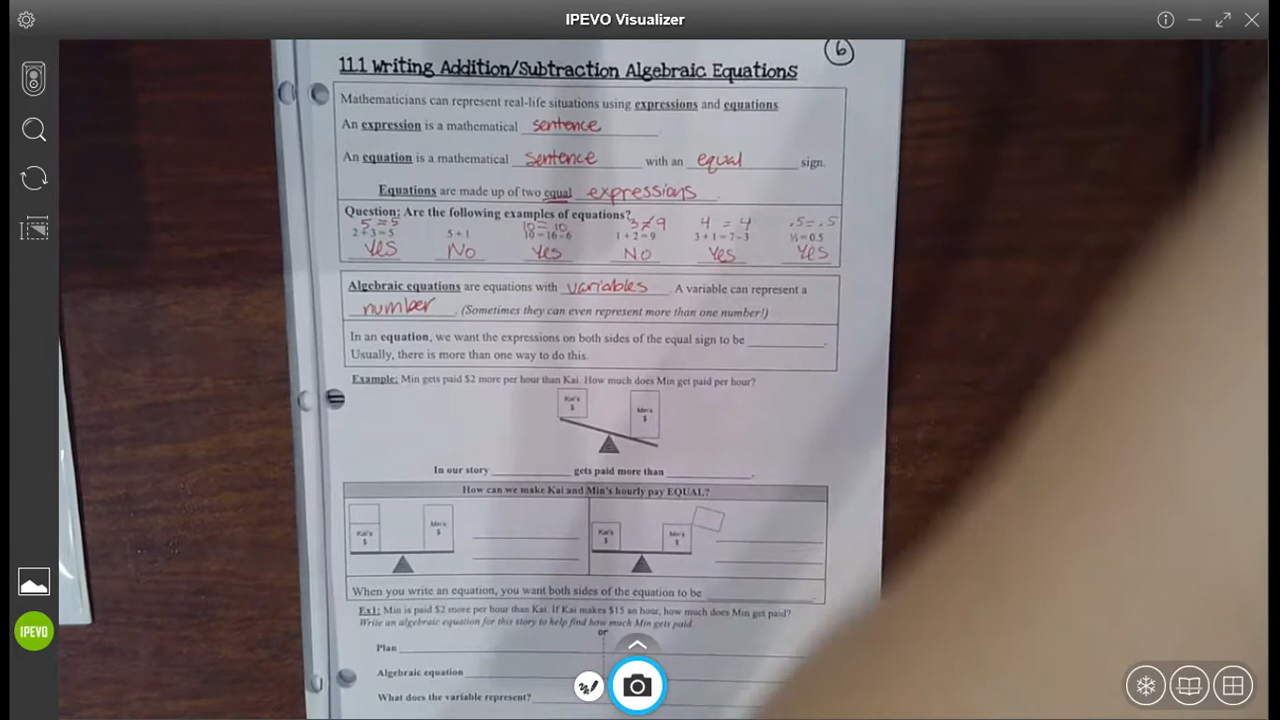 IPEVO Visualizer
6
11.1 Writing Addition/Subtraction Algebraic Equations
Mathematicians can represent real-life situations using expressions and equations
An expression is a mathematical sentence.
An equation is a mathematical sentence with an equal sign.
Equations are made up of two equal expressions.
Question: Are the following examples of equations?
5 = 5 10 = 10 3 ≠ 9 4 = 4 .5 = .5
2 + 3 = 5 5 + 1 10 = 16 - 6 1 + 2 = 9 3 + 1 = 7 - 3 ½ = 0.5
Yes No Yes No Yes Yes
Algebraic equations are equations with variables. A variable can represent a
number. (Sometimes they can even represent more than one number!)
In an equation, we want the expressions on both sides of the equal sign to be ________.
Usually, there is more than one way to do this.
Example: Min gets paid $2 more per hour than Kai. How much does Min get paid per hour?
Kai's $ Min's $
In our story ________ gets paid more than ________.
How can we make Kai and Min's hourly pay EQUAL?
Kai's $ Min's $ Kai's $ Min's $
When you write an equation, you want both sides of the equation to be ________.
Ex1: Min is paid $2 more per hour than Kai. If Kai makes $15 an hour, how much does Min get paid?
Write an algebraic equation for this story to help find how much Min gets paid.
or
Plan
Algebraic equation
What does the variable represent?
IPEVO